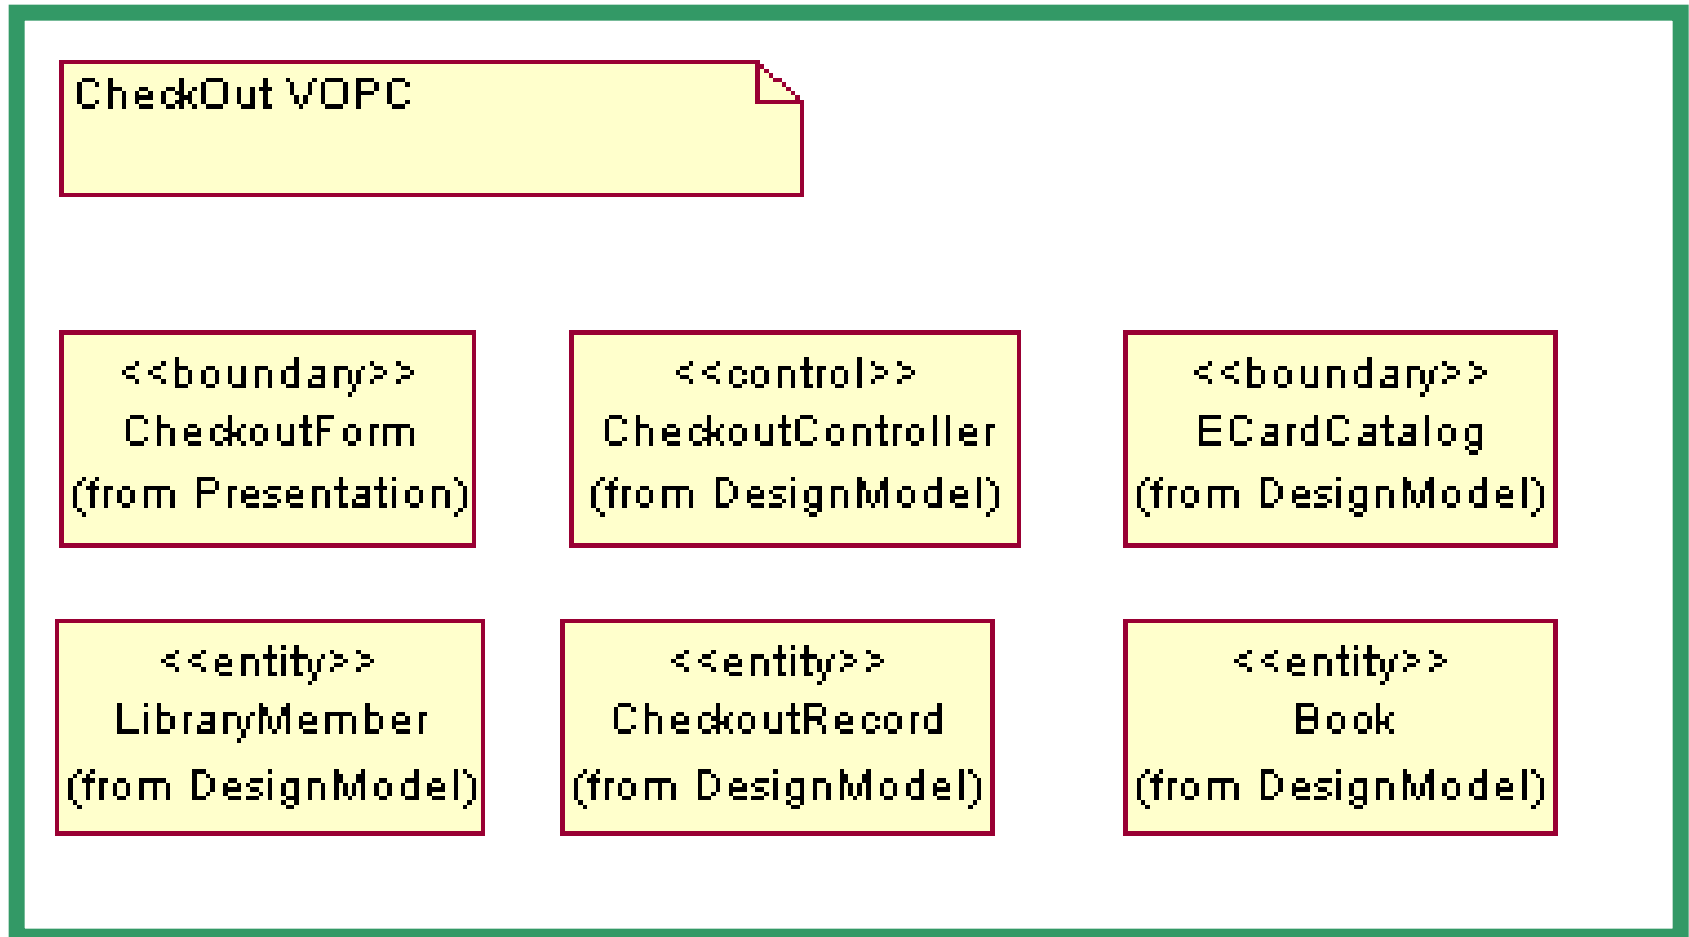 CheckOut VOPC
<<boundary>>
CheckoutForm
(from Presentation)
<<control>>
CheckoutController
(from DesignModel)
<<boundary>>
ECardCatalog
(from DesignModel)
<<entity>>
LibraryMember
(from DesignModel)
<<entity>>
CheckoutRecord
(from DesignModel)
<<entity>>
Book
(from DesignModel)